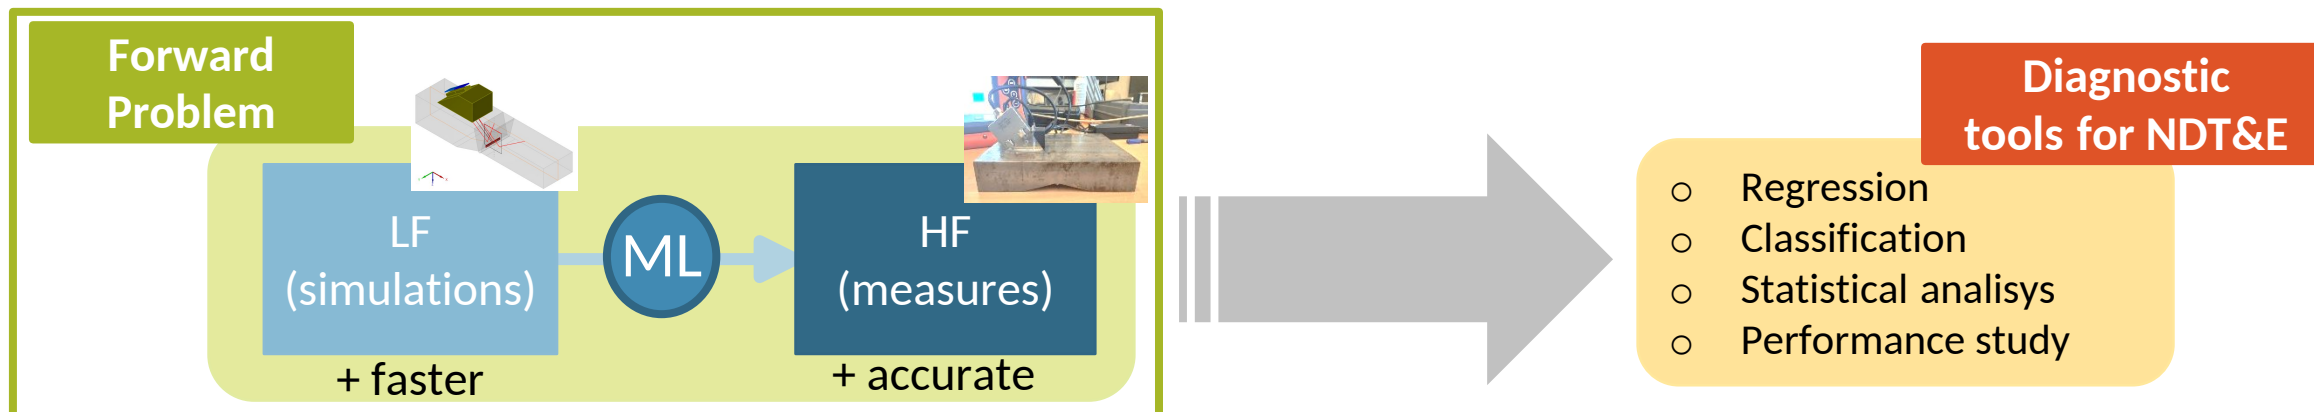 Forward
Problem
LF
(simulations)
+ faster
ML
HF
(measures)
+ accurate
Diagnostic
tools for NDT&E
○ Regression
○ Classification
○ Statistical analisys
○ Performance study